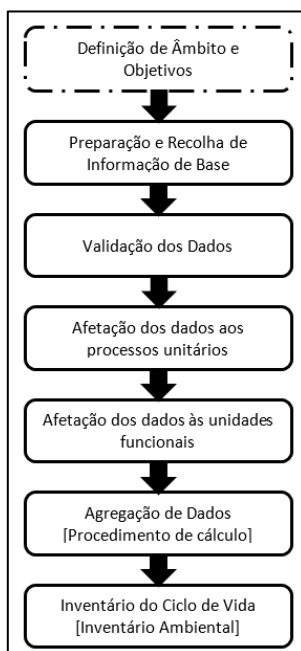 Definição de Âmbito e
Objetivos
Preparação e Recolha de
Informação de Base
Validação dos Dados
Afetação dos dados aos
processos unitários
Afetação dos dados às unidades
funcionais
Agregação de Dados
[Procedimento de cálculo]
Inventário do Ciclo de Vida
[Inventário Ambiental]